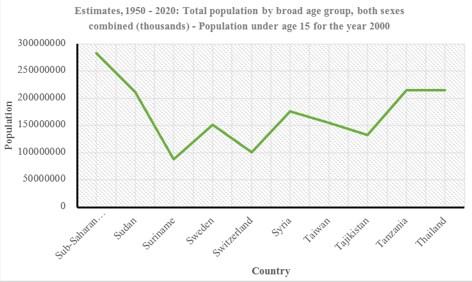 Estimates, 1950 - 2020: Total population by broad age group, both sexes
combined (thousands) - Population under age 15 for the year 2000
300000000
250000000
200000000
150000000
100000000
50000000
0
Population
Sub-Saharan…
Sudan
Suriname
Sweden
Switzerland
Syria
Taiwan
Tajikistan
Tanzania
Thailand
Country